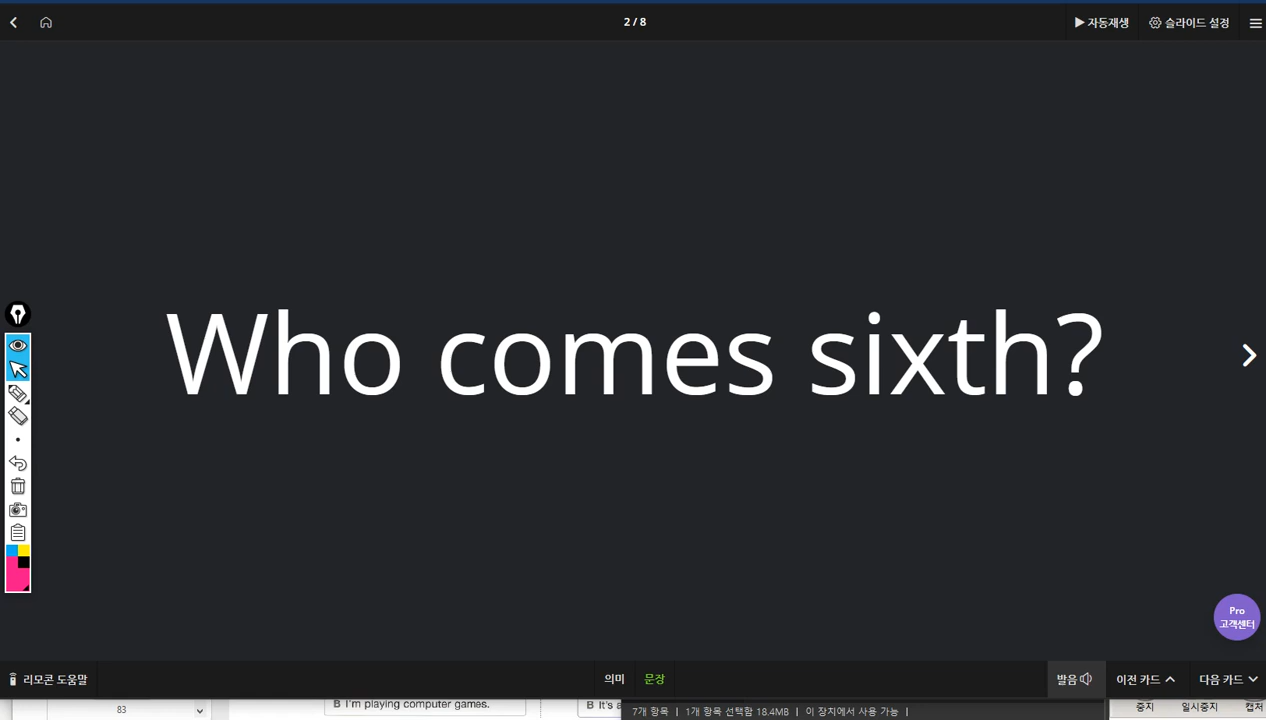 2 / 8
자동재생
슬라이드 설정
Who comes sixth?
Pro
고객센터
리모콘 도움말
의미
문장
발음
이전 카드
다음 카드
83
B I'm playing computer games.
B It's a
7개 항목 | 1개 항목 선택함 18.4MB | 이 장치에서 사용 가능 |
중지
일시중지
캡처